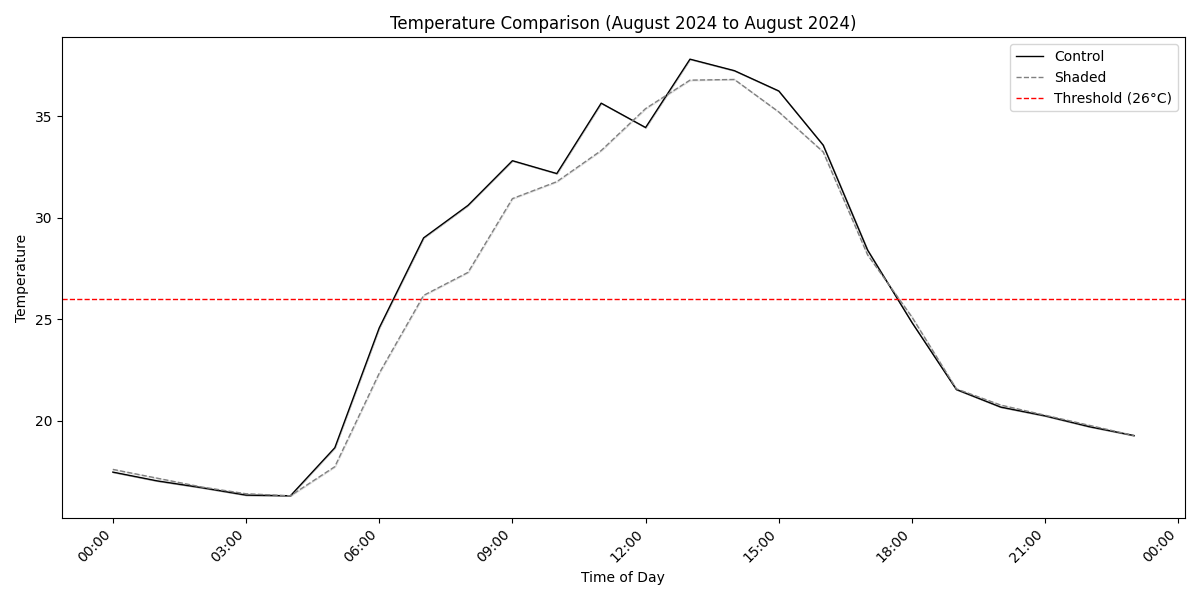 Temperature Comparison (August 2024 to August 2024)
Control
Shaded
Threshold (26°C)
Temperature
35
30
25
20
00:00
03:00
06:00
09:00
12:00
15:00
18:00
21:00
00:00
Time of Day